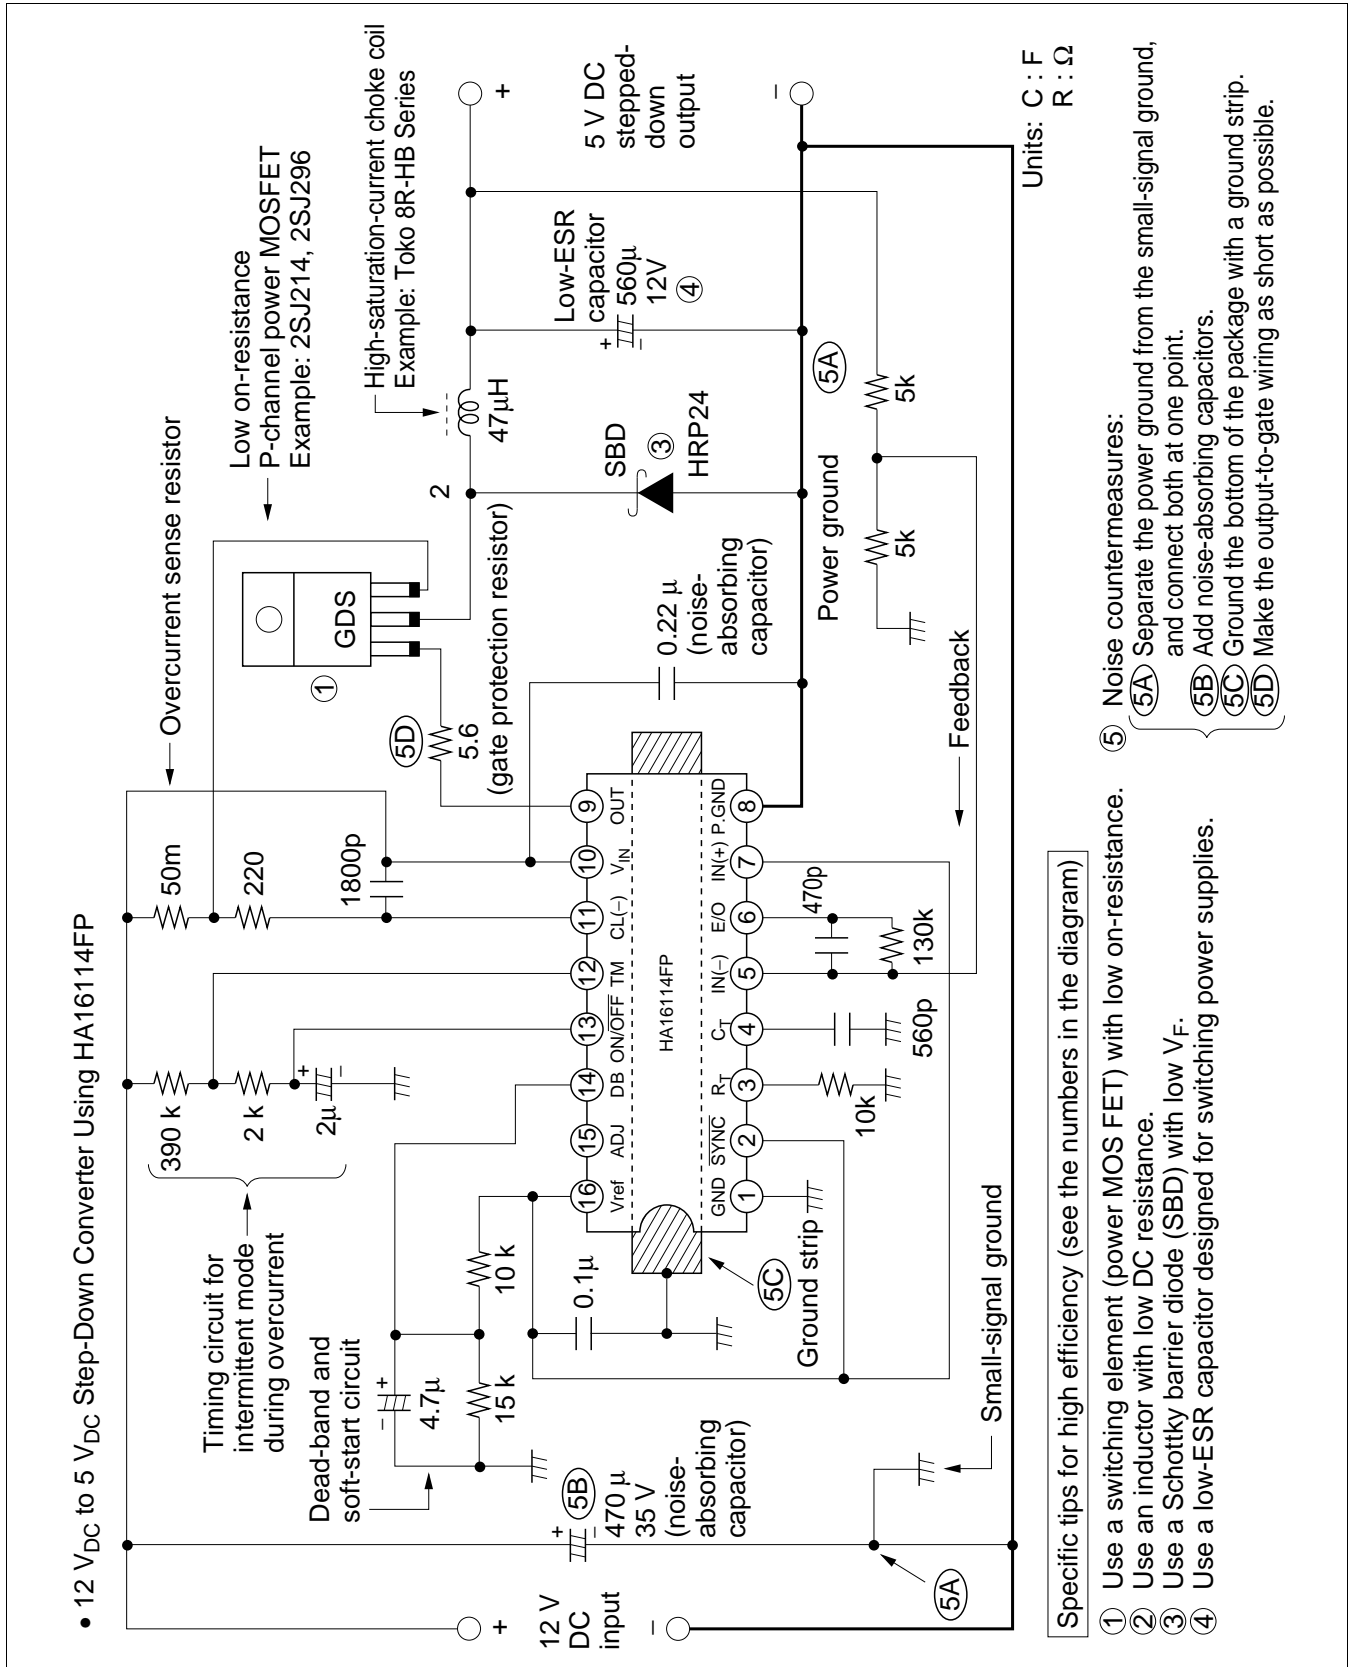 • 12 VDC to 5 VDC Step-Down Converter Using HA16114FP
Overcurrent sense resistor
Low on-resistance
P-channel power MOSFET
Example: 2SJ214, 2SJ296
High-saturation-current choke coil
Example: Toko 8R-HB Series
Timing circuit for
intermittent mode
during overcurrent
390 k
2 k
2μ
+
−
50m
220
1800p
1
GDS
5D
5.6
(gate protection resistor)
2
47μH
+
5 V DC
stepped-
down
output
−
Dead-band and
soft-start circuit
+
−
4.7μ
15 k
10 k
0.1μ
16
15
14
13
12
11
10
9
Vref
ADJ
DB
ON/OFF
TM
CL(−)
VIN
OUT
HA16114FP
GND
SYNC
RT
CT
IN(−)
E/O
IN(+)
P.GND
1
2
3
4
5
6
7
8
0.22 μ
(noise-
absorbing
capacitor)
SBD
3
HRP24
Low-ESR
capacitor
560μ
12V
4
+
−
5A
Power ground
5k
5k
Feedback
470p
130k
560p
10k
5C
Ground strip
Small-signal ground
12 V
DC
input
+
−
+
−
5B
470 μ
35 V
(noise-
absorbing
capacitor)
5A
Units: C : F
R : Ω
Specific tips for high efficiency (see the numbers in the diagram)
1 Use a switching element (power MOS FET) with low on-resistance.
2 Use an inductor with low DC resistance.
3 Use a Schottky barrier diode (SBD) with low VF.
4 Use a low-ESR capacitor designed for switching power supplies.
5 Noise countermeasures:
5A Separate the power ground from the small-signal ground,
and connect both at one point.
5B Add noise-absorbing capacitors.
5C Ground the bottom of the package with a ground strip.
5D Make the output-to-gate wiring as short as possible.